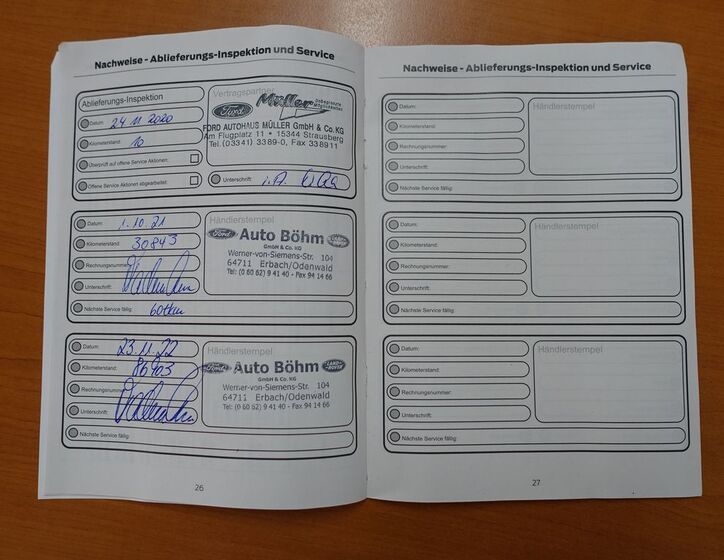 Nachweise - Ablieferungs-Inspektion und Service
Ablieferungs-Inspektion
Datum: 24 11 2020
Kilometerstand: 10
Überprüft auf offene Service Aktionen.
Offene Service Aktionen abgearbeitet.
Vertragspartner
Ford Müller Unbegrenzte
Möglichkeiten
FORD AUTOHAUS MÜLLER GmbH & Co.KG
Am Flugplatz 11 • 15344 Strausberg
Tel.(03341) 3389-0, Fax 338911
Unterschrift: i.A.
Datum: 1.10.21
Kilometerstand: 30843
Rechnungsnummer:
Unterschrift:
Nächste Service fällig: 60tkm
Händlerstempel
Ford Auto Böhm LAND ROVER
GmbH & Co. KG
Werner-von-Siemens-Str. 104
64711 Erbach/Odenwald
Tel: (0 60 62) 9 41 40 - Fax 94 14 66
Datum: 23.11.22
Kilometerstand:
Rechnungsnummer:
Unterschrift:
Nächste Service fällig:
Händlerstempel
Ford Auto Böhm LAND ROVER
GmbH & Co. KG
Werner-von-Siemens-Str. 104
64711 Erbach/Odenwald
Tel: (0 60 62) 9 41 40 - Fax 94 14 66
26
Nachweise - Ablieferungs-Inspektion und Service
Datum:
Kilometerstand:
Rechnungsnummer:
Unterschrift:
Nächste Service fällig:
Händlerstempel
Datum:
Kilometerstand:
Rechnungsnummer:
Unterschrift:
Nächste Service fällig:
Händlerstempel
Datum:
Kilometerstand:
Rechnungsnummer:
Unterschrift:
Nächste Service fällig:
Händlerstempel
27